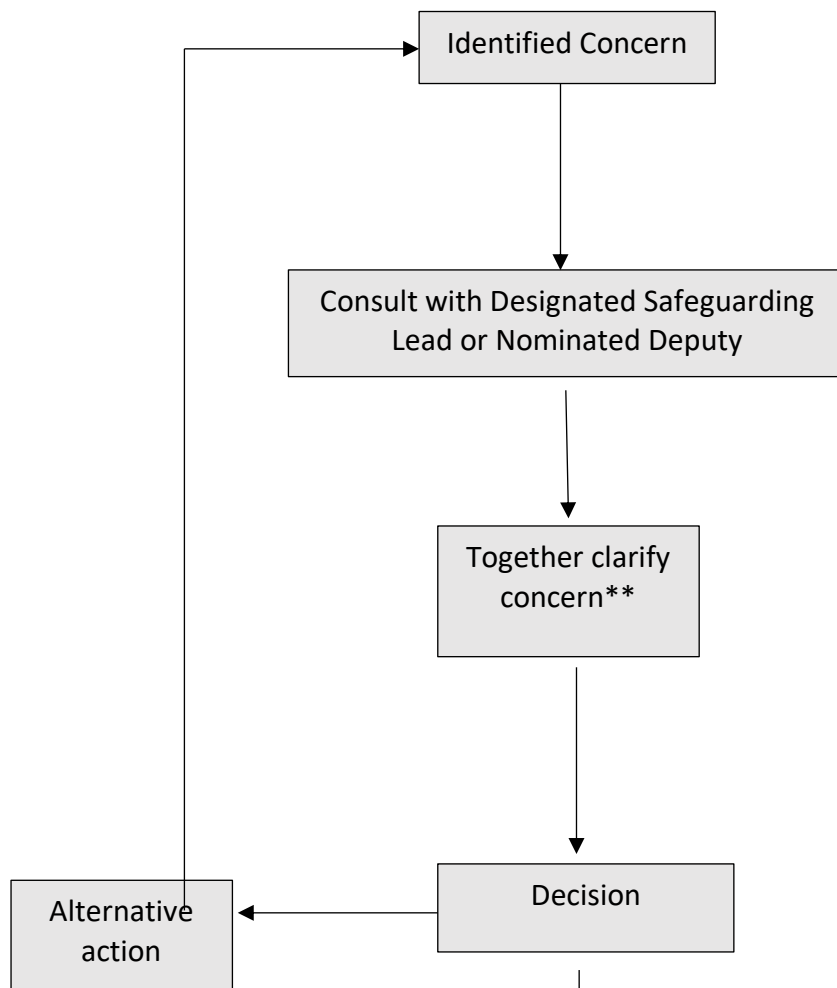 Identified Concern
Consult with Designated Safeguarding
Lead or Nominated Deputy
Together clarify
concern**
Decision
Alternative
action